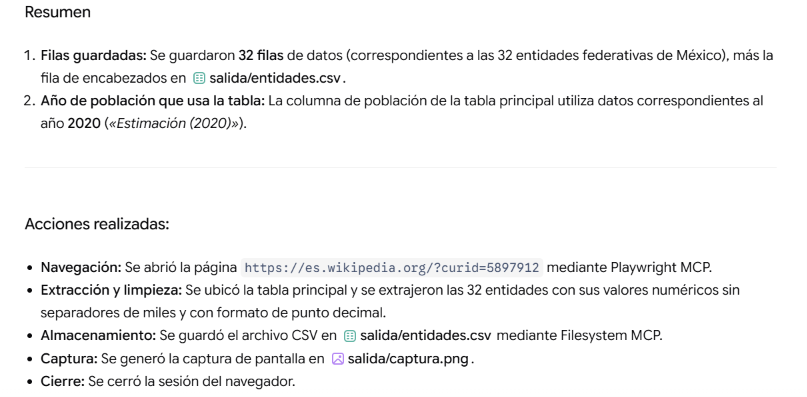 Resumen
1. Filas guardadas: Se guardaron 32 filas de datos (correspondientes a las 32 entidades federativas de México), más la
fila de encabezados en salida/entidades.csv.
2. Año de población que usa la tabla: La columna de población de la tabla principal utiliza datos correspondientes al
año 2020 («Estimación (2020)»).
Acciones realizadas:
• Navegación: Se abrió la página https://es.wikipedia.org/?curid=5897912 mediante Playwright MCP.
• Extracción y limpieza: Se ubicó la tabla principal y se extrajeron las 32 entidades con sus valores numéricos sin
separadores de miles y con formato de punto decimal.
• Almacenamiento: Se guardó el archivo CSV en salida/entidades.csv mediante Filesystem MCP.
• Captura: Se generó la captura de pantalla en salida/captura.png.
• Cierre: Se cerró la sesión del navegador.